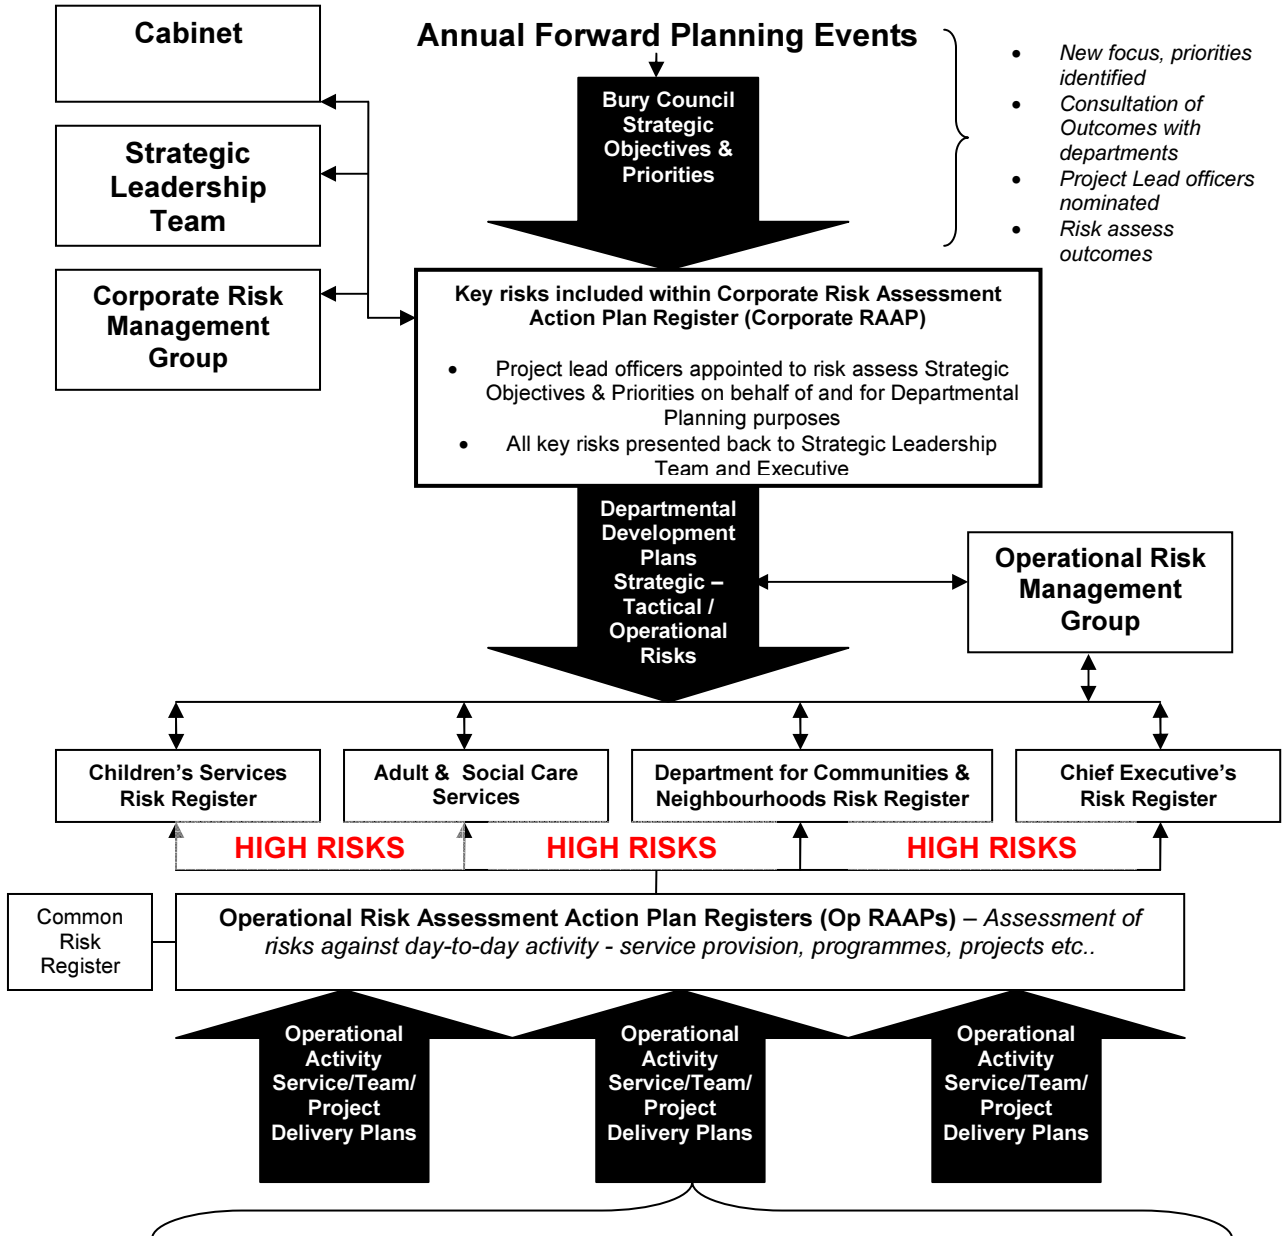 Cabinet
Annual Forward Planning Events
• New focus, priorities
identified
• Consultation of
Outcomes with
departments
• Project Lead officers
nominated
• Risk assess
outcomes
Bury Council
Strategic
Objectives &
Priorities
Strategic
Leadership
Team
Corporate Risk
Management
Group
Key risks included within Corporate Risk Assessment
Action Plan Register (Corporate RAAP)
• Project lead officers appointed to risk assess Strategic
Objectives & Priorities on behalf of and for Departmental
Planning purposes
• All key risks presented back to Strategic Leadership
Team and Executive
Departmental
Development
Plans
Strategic –
Tactical /
Operational
Risks
Operational Risk
Management
Group
Children's Services
Risk Register
Adult & Social Care
Services
Department for Communities &
Neighbourhoods Risk Register
Chief Executive's
Risk Register
HIGH RISKS
HIGH RISKS
HIGH RISKS
Common
Risk
Register
Operational Risk Assessment Action Plan Registers (Op RAAPs) – Assessment of
risks against day-to-day activity - service provision, programmes, projects etc..
Operational
Activity
Service/Team/
Project
Delivery Plans
Operational
Activity
Service/Team/
Project
Delivery Plans
Operational
Activity
Service/Team/
Project
Delivery Plans